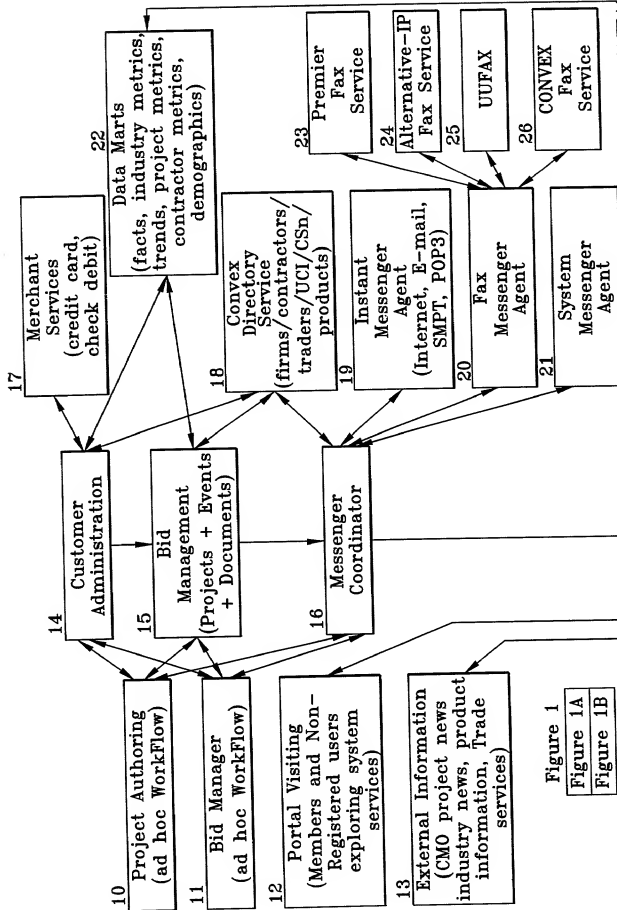 10
Project Authoring
(ad hoc WorkFlow)
11
Bid Manager
(ad hoc WorkFlow)
12
Portal Visiting
(Members and Non-
Registered users
exploring system
services)
13
External Information
(CMO project news
industry news, product
information, Trade
services)
14
Customer
Administration
15
Bid
Management
(Projects + Events
+ Documents)
16
Messenger
Coordinator
17
Merchant
Services
(credit card,
check debit)
22
Data Marts
(facts, industry metrics,
trends, project metrics,
contractor metrics,
demographics)
18
Convex
Directory
Service
(firms/contractors/
traders/UCI/CSn/
products)
19
Instant
Messenger
Agent
(Internet, E-mail,
SMPT, POP3)
20
Fax
Messenger
Agent
21
System
Messenger
Agent
23
Premier
Fax
Service
24
Alternative-IP
Fax Service
25
UUFAX
26
CONVEX
Fax
Service
Figure 1
Figure 1A
Figure 1B